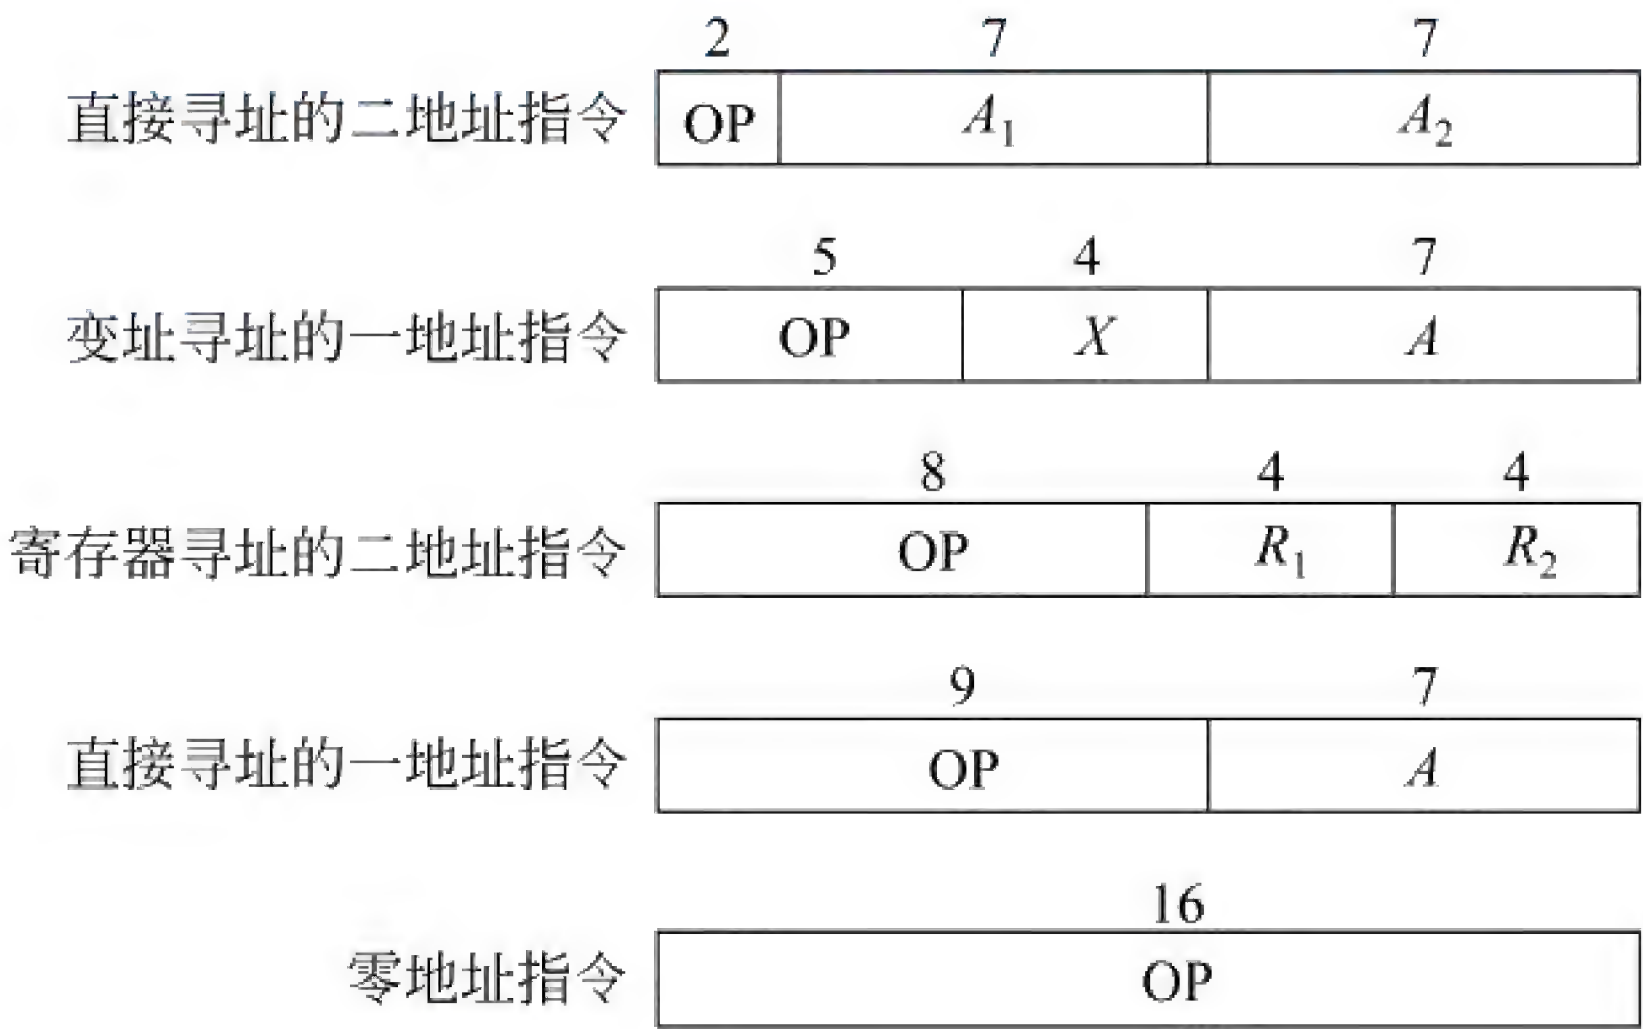 2 7 7
直接寻址的二地址指令 OP A₁ A₂
5 4 7
变址寻址的一地址指令 OP X A
8 4 4
寄存器寻址的二地址指令 OP R₁ R₂
9 7
直接寻址的一地址指令 OP A
16
零地址指令 OP